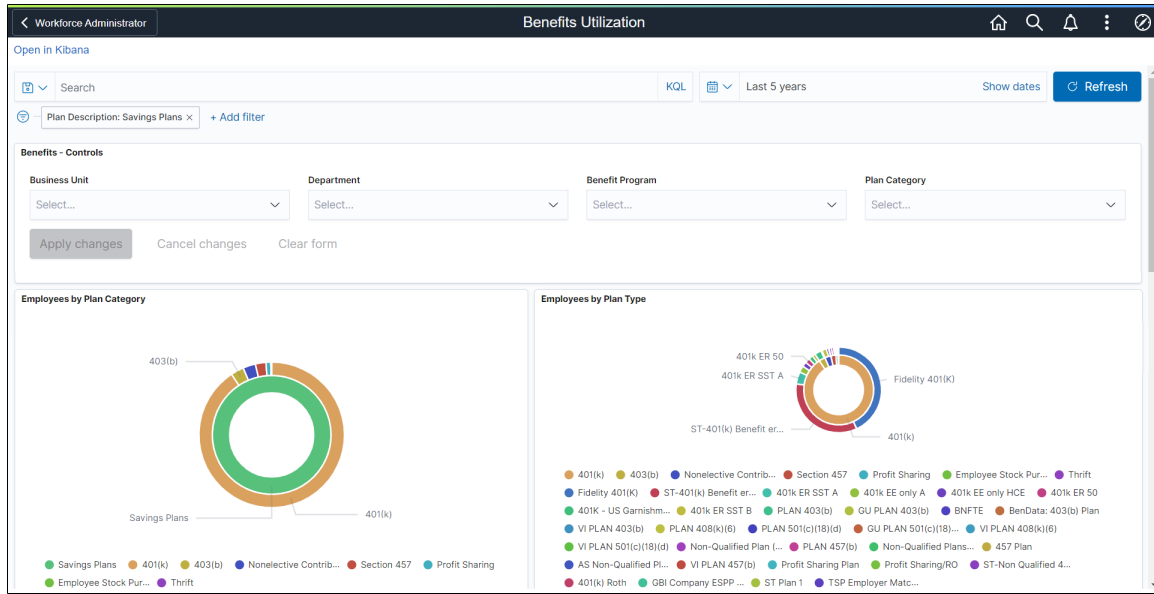 Workforce Administrator
Benefits Utilization
Open in Kibana
Search
KQL
Last 5 years
Show dates
Refresh
Plan Description: Savings Plans ×
+ Add filter
Benefits - Controls
Business Unit
Department
Benefit Program
Plan Category
Select...
Select...
Select...
Select...
Apply changes
Cancel changes
Clear form
Employees by Plan Category
403(b)
Savings Plans
401(k)
Savings Plans 401(k) 403(b) Nonelective Contrib... Section 457 Profit Sharing
Employee Stock Pur... Thrift
Employees by Plan Type
401k ER 50
401k ER SST A
Fidelity 401(K)
ST-401(k) Benefit er...
401(k)
401(k) 403(b) Nonelective Contrib... Section 457 Profit Sharing Employee Stock Pur... Thrift
Fidelity 401(K) ST-401(k) Benefit er... 401k ER SST A 401k EE only A 401k EE only HCE 401k ER 50
401K - US Garnishm... 401k ER SST B PLAN 403(b) GU PLAN 403(b) BNFTE BenData: 403(b) Plan
VI PLAN 403(b) PLAN 408(k)(6) PLAN 501(c)(18)(d) GU PLAN 501(c)(18)... VI PLAN 408(k)(6)
VI PLAN 501(c)(18)(d) Non-Qualified Plan (... PLAN 457(b) Non-Qualified Plans... 457 Plan
AS Non-Qualified Pl... VI PLAN 457(b) Profit Sharing Plan Profit Sharing/RO ST-Non Qualified 4...
401(k) Roth GBI Company ESPP ... ST Plan 1 TSP Employer Matc...